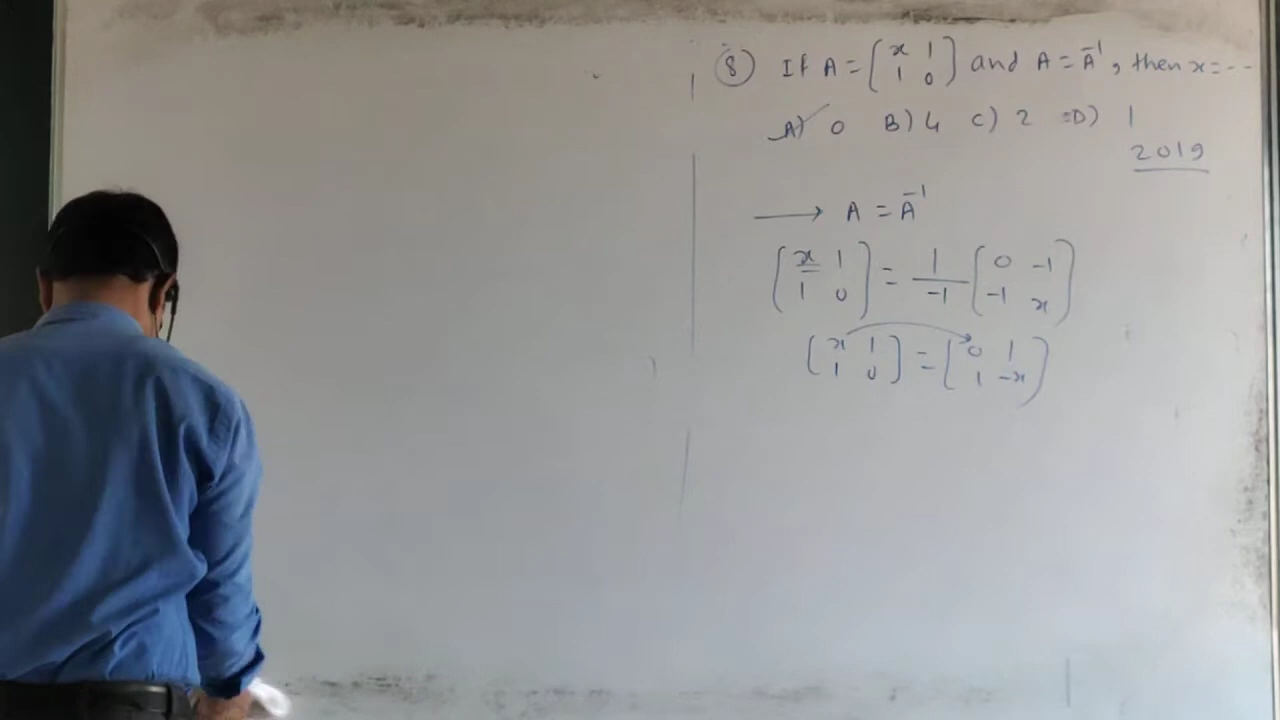 ⑧ If A = [x 1
1 0] and A = A⁻¹, then x = --
A) 0 B) 4 C) 2 D) 1
2019
→ A = A⁻¹
[x 1
1 0] = 1/-1 [0 -1
-1 x]
[x 1
1 0] = [0 1
1 -x]